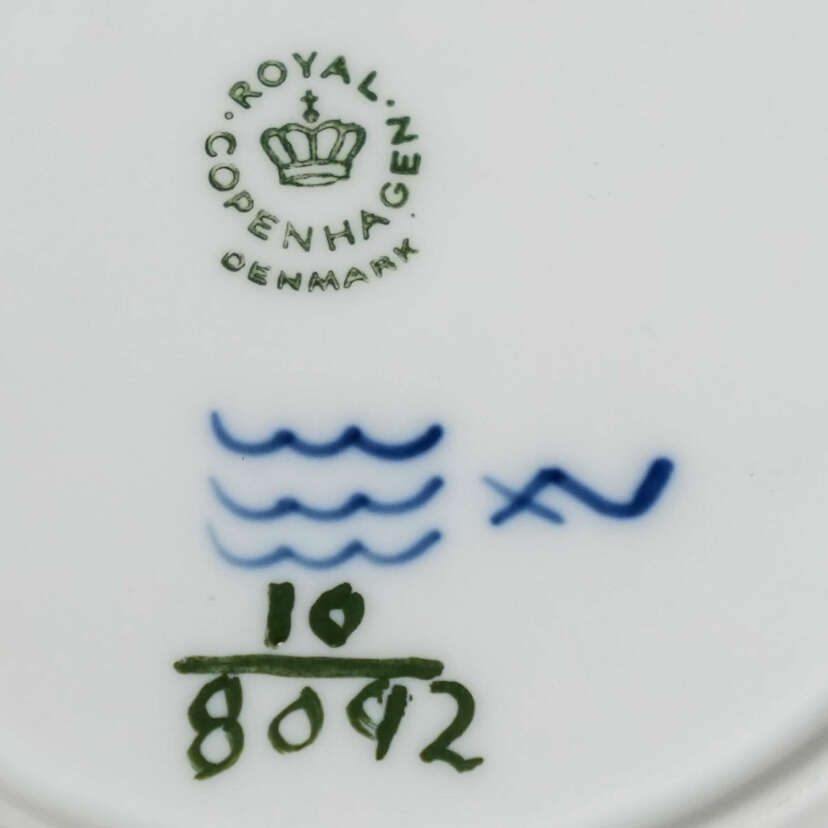 ROYAL.
COPENHAGEN
DENMARK
10
8092